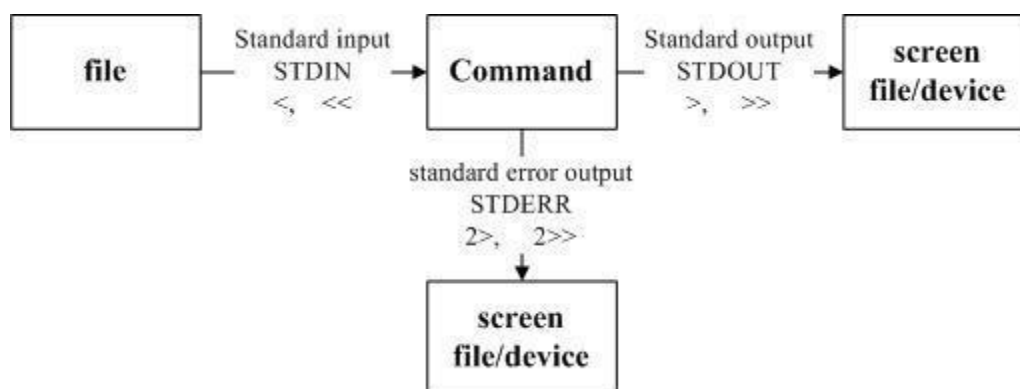 file
Standard input
STDIN
<, <<
Command
Standard output
STDOUT
>, >>
screen
file/device
standard error output
STDERR
2>, 2>>
screen
file/device